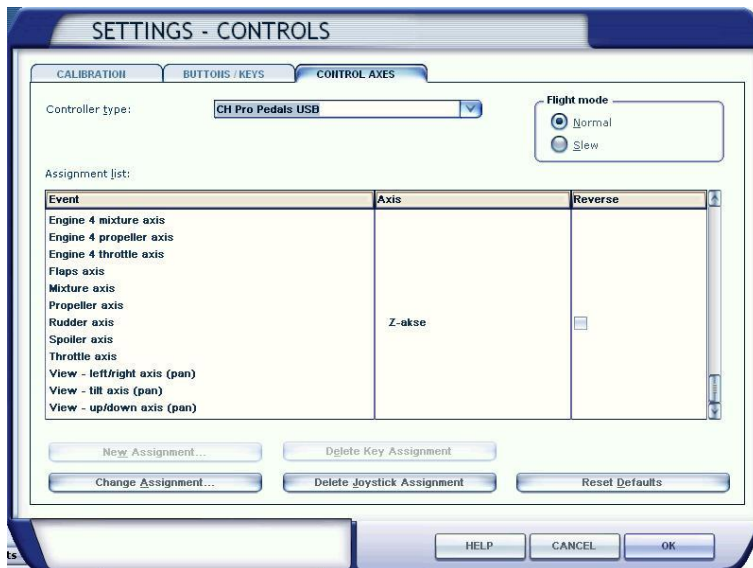 SETTINGS - CONTROLS
CALIBRATION BUTTONS / KEYS CONTROL AXES
Controller type: CH Pro Pedals USB
Flight mode
Normal
Slew
Assignment list:
Event Axis Reverse
Engine 4 mixture axis
Engine 4 propeller axis
Engine 4 throttle axis
Flaps axis
Mixture axis
Propeller axis
Rudder axis Z-akse
Spoiler axis
Throttle axis
View - left/right axis (pan)
View - tilt axis (pan)
View - up/down axis (pan)
New Assignment... Delete Key Assignment
Change Assignment... Delete Joystick Assignment Reset Defaults
ts HELP CANCEL OK